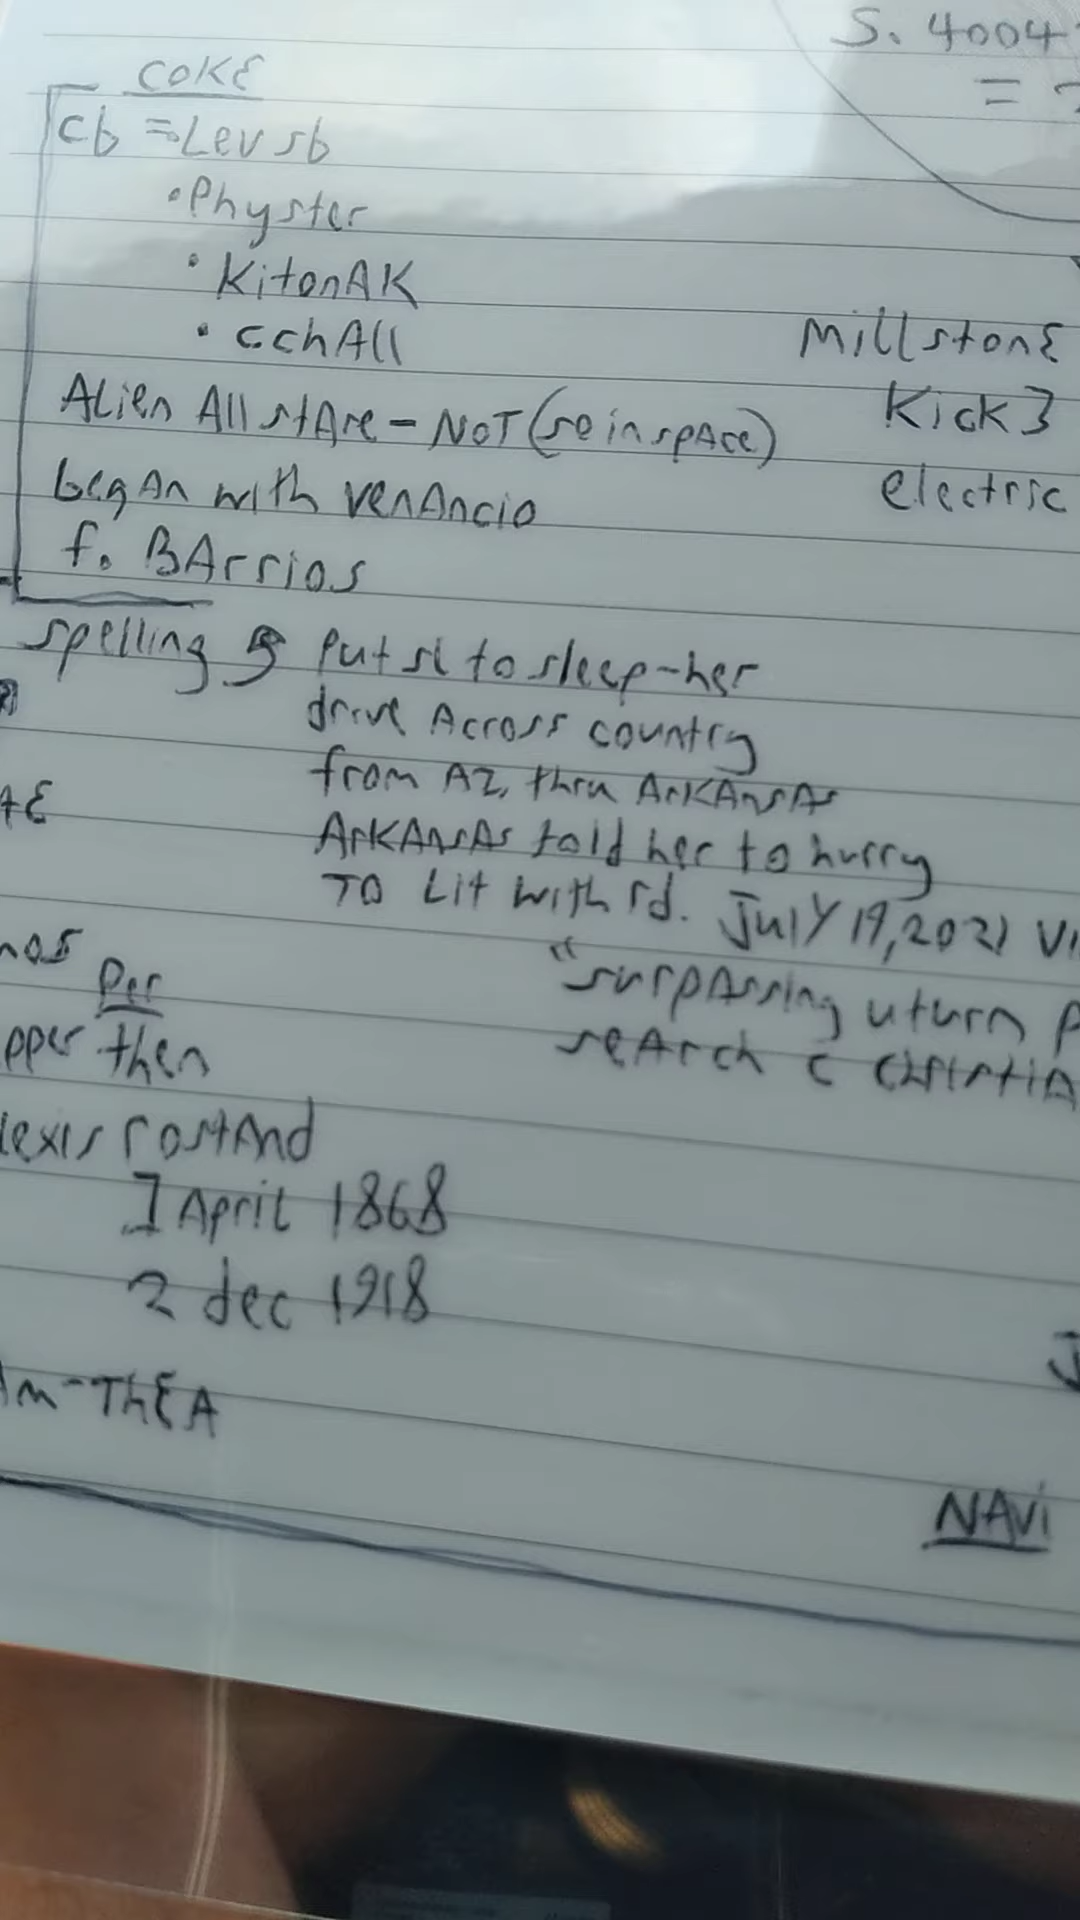 S. 4004
=
COKE
cb = Lev sb
• Physter
• KitonAK
• cchAll
Millstone
Alien All stAre - NOT (so in spAce)
Kick 3
began with venAncio
electric
f. BArrios
spelling 5 put sl to sleep-her
drive Across country
from AZ, thru ArkAnsAs
ArkAnsAs told her to hurry
TO Lit with rd. July 19, 2021
"surpAssing uturn
Per
seArch c
then
lexis rostAnd
1 April 1868
2 dec 1918
m-ThEA
NAVi